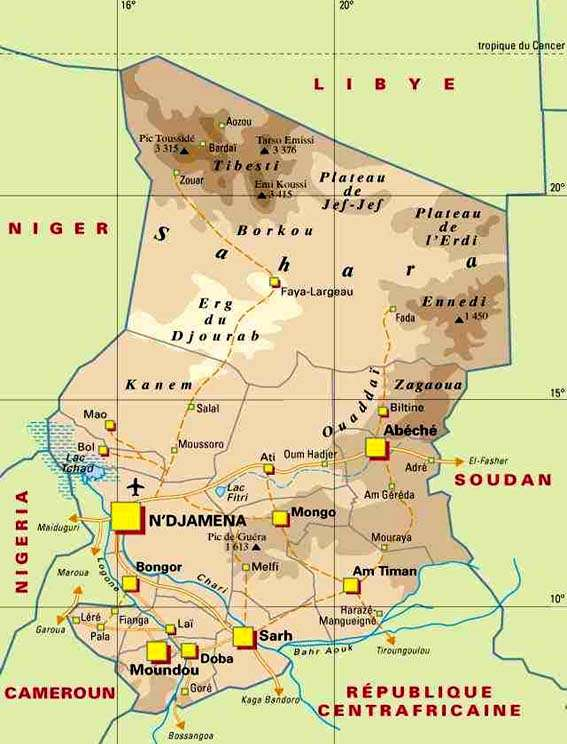 16°
20°
tropique du Cancer
LIBYE
Aozou
Pic Toussidé
3 315
Bardaï
Tarso Emissi
3 376
Tibesti
Zouar
Emi Koussi
3 415
Plateau
de
Jef-Jef
20°
Plateau
de
l'Erdi
NIGER
Borkou
Sahara
Faya-Largeau
Erg
du
Djourab
Ennedi
1 450
Fada
Kanem
Ouaddaï
Zagaoua
15°
Salal
Biltine
Mao
Abéché
Bol
Moussoro
Ati
Oum Hadjer
Adré
El-Fasher
Lac
Tchad
Lac
Fitri
Am Géréda
SOUDAN
NIGERIA
Maiduguri
N'DJAMENA
Mongo
Pic de Guéra
1 613
Mouraya
Maroua
Logone
Bongor
Chari
Melfi
Am Timan
10°
Harazé-
Mangueigné
Léré
Fianga
Garoua
Pala
Laï
Sarh
Tiroungoulou
Moundou
Doba
Bahr Aouk
Goré
CAMEROUN
Kaga Bandoro
RÉPUBLIQUE
CENTRAFRICAINE
Bossangoa
16°
20°